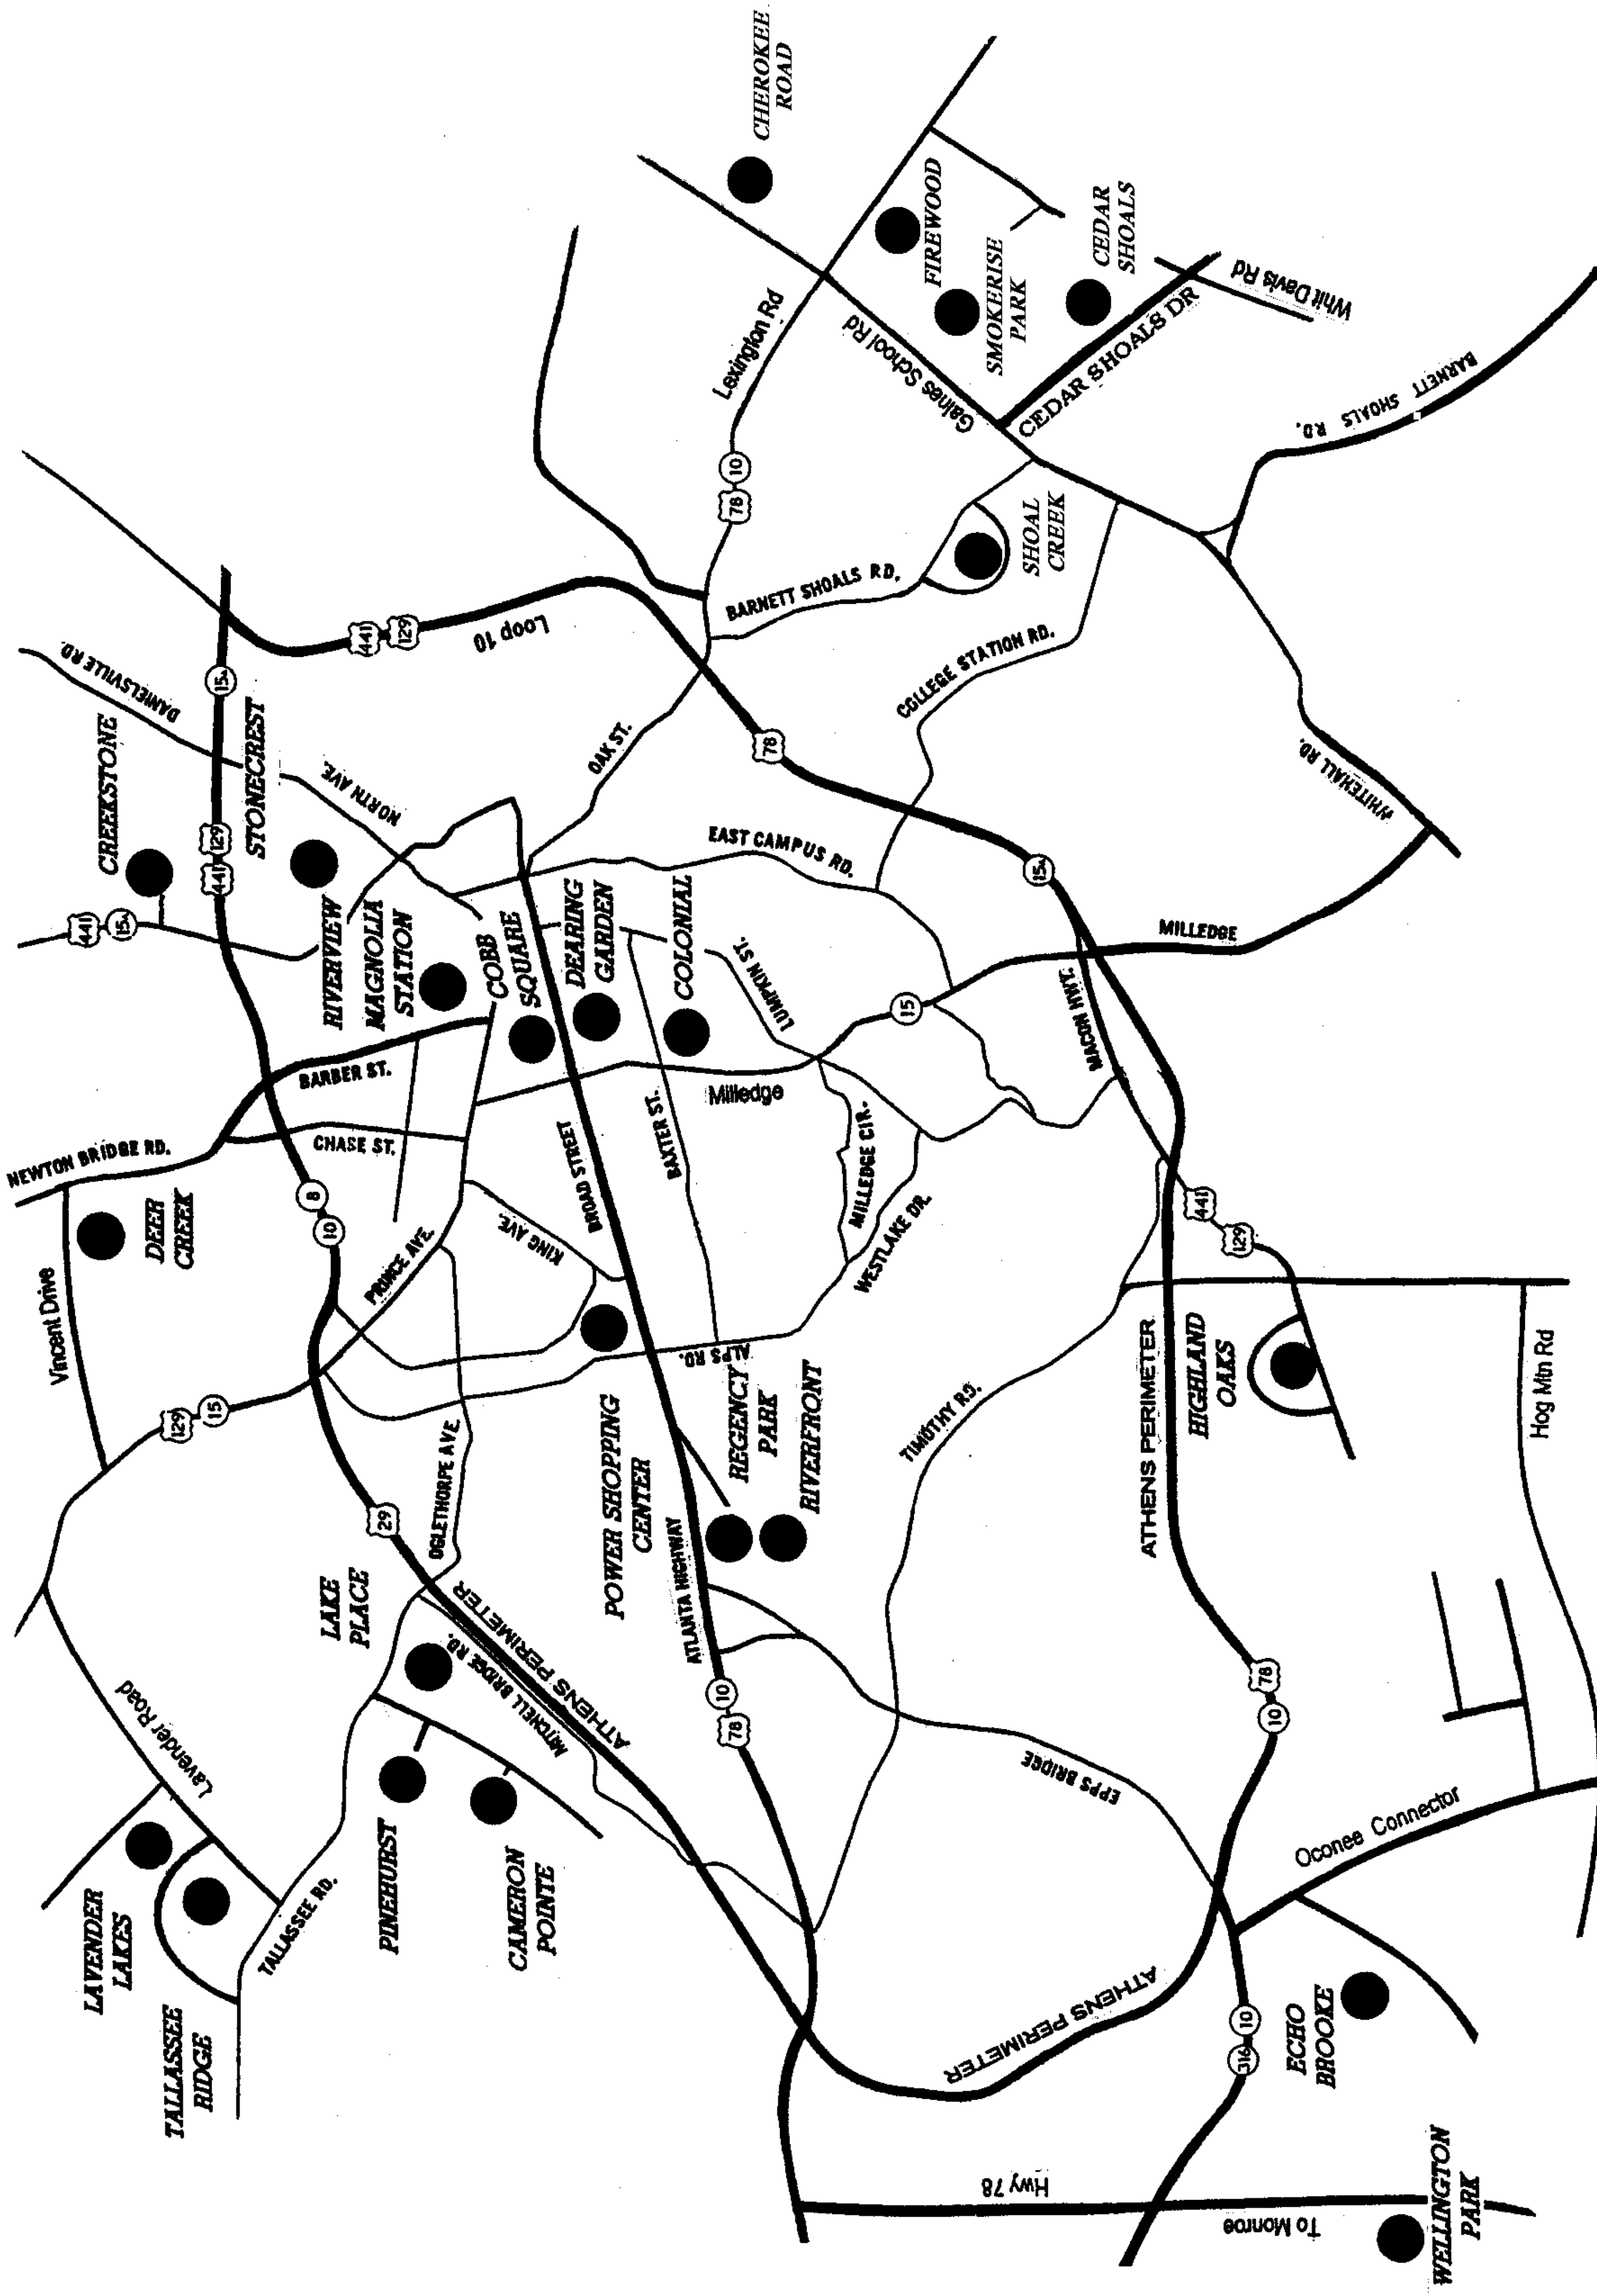 LAVENDER
LAKES
TALLASSEE
RIDGE
TALLASSEE RD.
Lavender Road
Vincent Drive
NEWTON BRIDGE RD.
DEER
CREEK
129
15
LAKE
PLACE
PINEHURST
CAMERON
POINTE
MITCHELL BRIDGE RD.
ATHENS PERIMETER
29
OGLETHORPE AVE.
PRINCE AVE.
KING AVE.
10
8
CHASE ST.
BARBER ST.
441
15A
CREEKSTONE
441
129
STONECREST
15A
DANIELSVILLE RD.
NORTH AVE.
RIVERVIEW
MAGNOLIA
STATION
COBB
SQUARE
DEARING
GARDEN
COLONIAL
441
129
Loop 10
OAK ST.
78
EAST CAMPUS RD.
LUMPKIN ST.
15
Milledge
BAXTER ST.
BROAD STREET
MILLEDGE CIR.
WESTLAKE DR.
ALPS RD.
POWER SHOPPING
CENTER
REGENCY
PARK
RIVERFRONT
ATLANTA HIGHWAY
10
78
TIMOTHY RD.
EPPS BRIDGE
ATHENS PERIMETER
HIGHLAND
OAKS
441
129
MACON HWY.
MILLEDGE
15A
COLLEGE STATION RD.
BARNETT SHOALS RD.
SHOAL
CREEK
78
10
Lexington Rd
Gaines School Rd
CHEROKEE
ROAD
FIREWOOD
SMOKERISE
PARK
CEDAR
SHOALS
CEDAR SHOALS DR
Whit Davis Rd
BARNETT SHOALS RD.
WHITEHALL RD.
Hog Mtn Rd
78
10
Oconee Connector
ATHENS PERIMETER
10
316
ECHO
BROOKE
Hwy 78
To Monroe
WELLINGTON
PARK